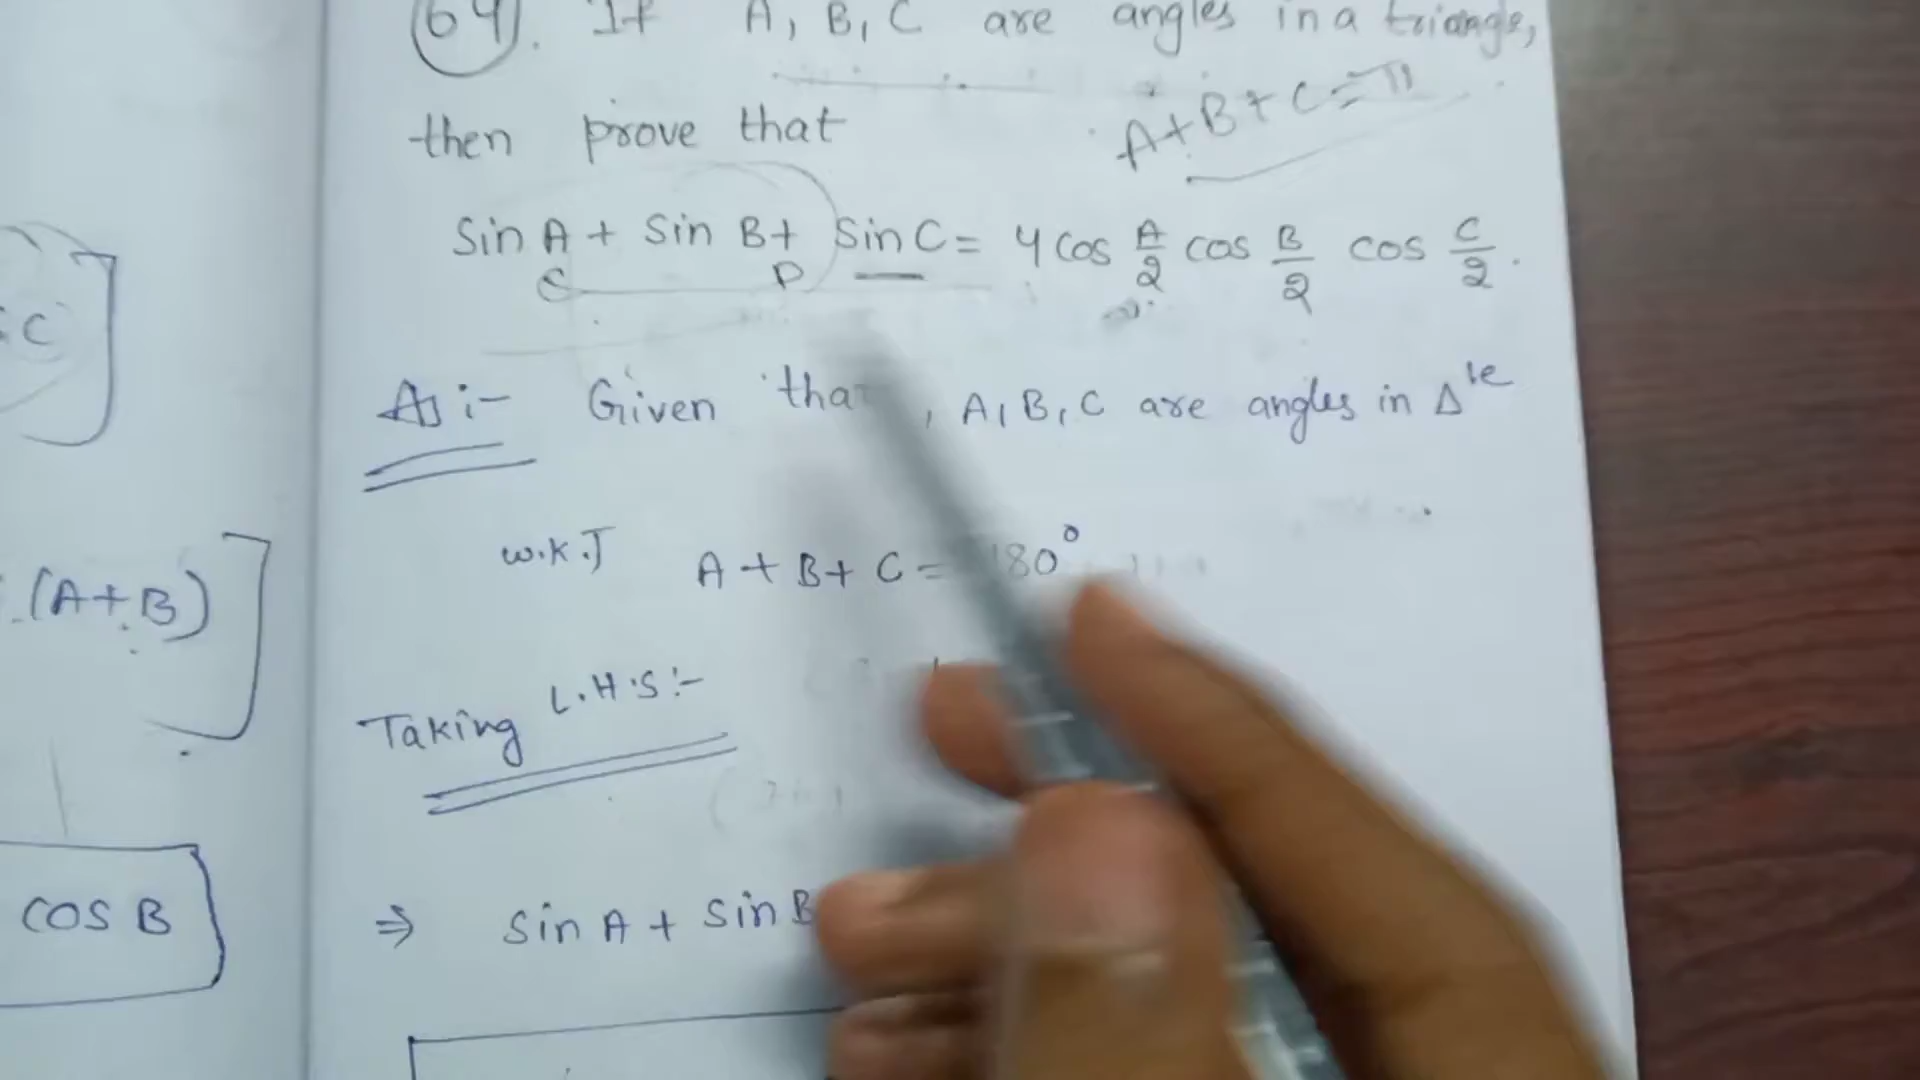 64. If A, B, C are angles in a triangle,
then prove that
A+B+C=π
Sin A + Sin B + Sin C = 4 cos A/2 cos B/2 cos C/2 .
C D
As :- Given that, A, B, C are angles in Δle
w.k.T A + B + C = 180°
Taking L.H.S :-
⇒ Sin A + Sin B
C ]
(A+B) ]
COS B